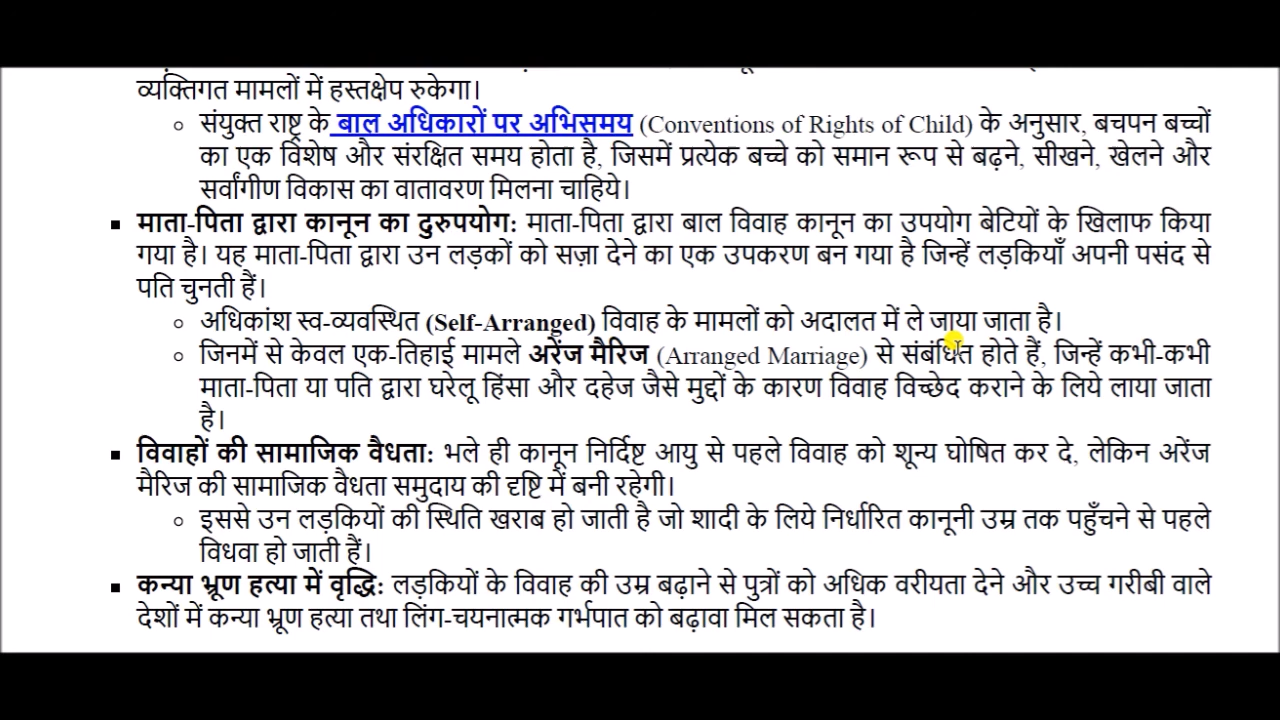 व्यक्तिगत मामलों में हस्तक्षेप रुकेगा।
संयुक्त राष्ट्र के बाल अधिकारों पर अभिसमय (Conventions of Rights of Child) के अनुसार, बचपन बच्चों
का एक विशेष और संरक्षित समय होता है, जिसमें प्रत्येक बच्चे को समान रूप से बढ़ने, सीखने, खेलने और
सर्वांगीण विकास का वातावरण मिलना चाहिये।
माता-पिता द्वारा कानून का दुरुपयोग: माता-पिता द्वारा बाल विवाह कानून का उपयोग बेटियों के खिलाफ किया
गया है। यह माता-पिता द्वारा उन लड़कों को सज़ा देने का एक उपकरण बन गया है जिन्हें लड़कियाँ अपनी पसंद से
पति चुनती हैं।
अधिकांश स्व-व्यवस्थित (Self-Arranged) विवाह के मामलों को अदालत में ले जाया जाता है।
जिनमें से केवल एक-तिहाई मामले अरेंज मैरिज (Arranged Marriage) से संबंधित होते हैं, जिन्हें कभी-कभी
माता-पिता या पति द्वारा घरेलू हिंसा और दहेज जैसे मुद्दों के कारण विवाह विच्छेद कराने के लिये लाया जाता
है।
विवाहों की सामाजिक वैधता: भले ही कानून निर्दिष्ट आयु से पहले विवाह को शून्य घोषित कर दे, लेकिन अरेंज
मैरिज की सामाजिक वैधता समुदाय की दृष्टि में बनी रहेगी।
इससे उन लड़कियों की स्थिति खराब हो जाती है जो शादी के लिये निर्धारित कानूनी उम्र तक पहुँचने से पहले
विधवा हो जाती हैं।
कन्या भ्रूण हत्या में वृद्धि: लड़कियों के विवाह की उम्र बढ़ाने से पुत्रों को अधिक वरीयता देने और उच्च गरीबी वाले
देशों में कन्या भ्रूण हत्या तथा लिंग-चयनात्मक गर्भपात को बढ़ावा मिल सकता है।